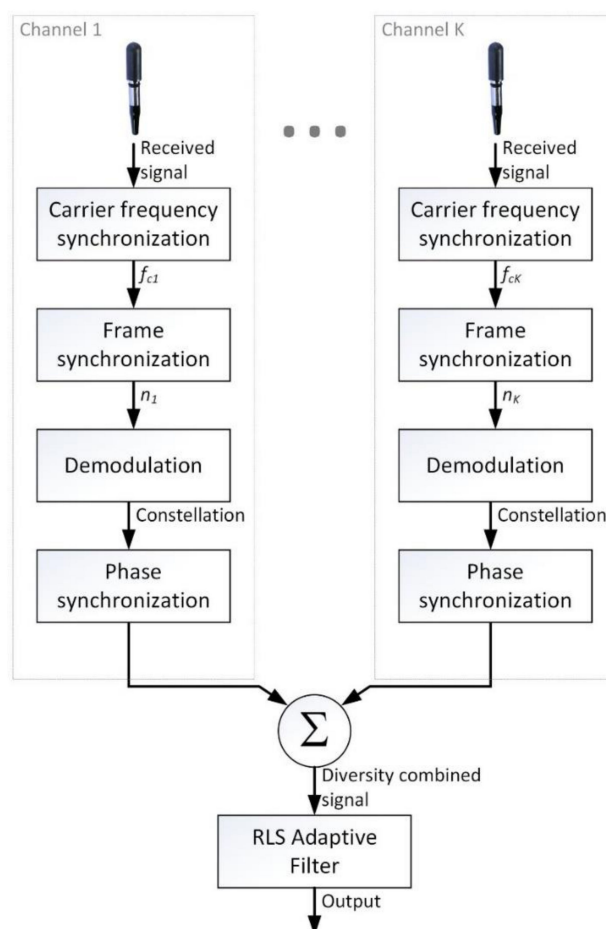 Channel 1
Received
signal
Carrier frequency
synchronization
fc1
Frame
synchronization
n1
Demodulation
Constellation
Phase
synchronization
Channel K
Received
signal
Carrier frequency
synchronization
fcK
Frame
synchronization
nK
Demodulation
Constellation
Phase
synchronization
Σ
Diversity combined
signal
RLS Adaptive
Filter
Output